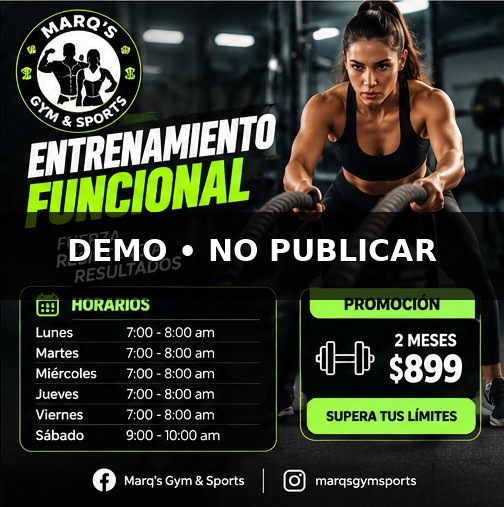 MARQ'S
GYM & SPORTS
ENTRENAMIENTO
FUNCIONAL
FUERZA
DEMO • NO PUBLICAR
RESULTADOS
HORARIOS
Lunes 7:00 - 8:00 am
Martes 7:00 - 8:00 am
Miércoles 7:00 - 8:00 am
Jueves 7:00 - 8:00 am
Viernes 7:00 - 8:00 am
Sábado 9:00 - 10:00 am
PROMOCIÓN
2 MESES
$899
SUPERA TUS LÍMITES
Marq's Gym & Sports
marqsgymsports